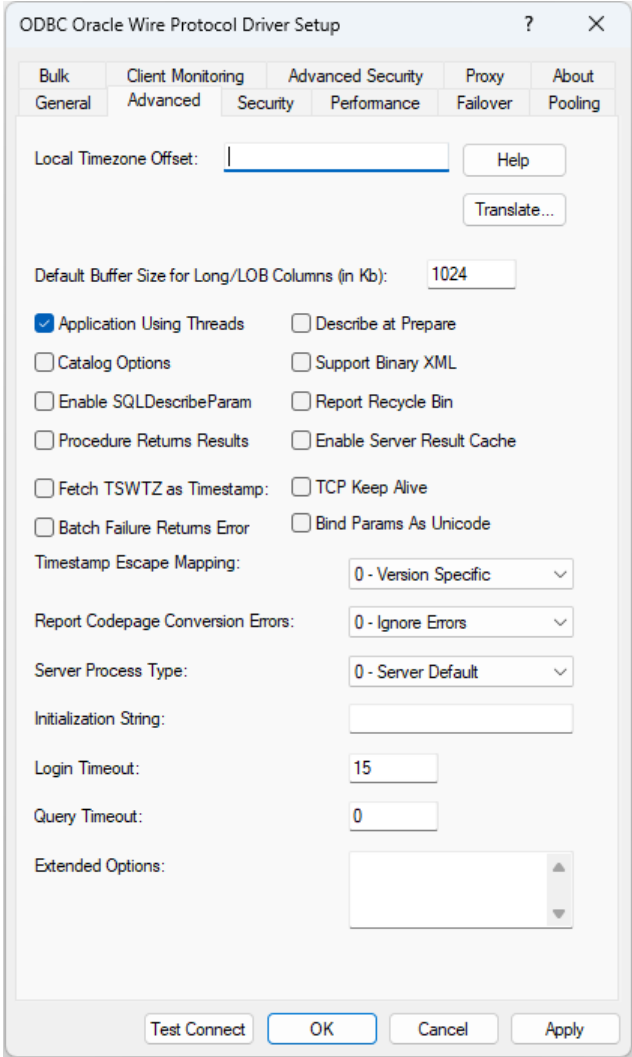 ODBC Oracle Wire Protocol Driver Setup ?
Bulk Client Monitoring Advanced Security Proxy About
General Advanced Security Performance Failover Pooling
Local Timezone Offset: Help
Translate...
Default Buffer Size for Long/LOB Columns (in Kb): 1024
Application Using Threads Describe at Prepare
Catalog Options Support Binary XML
Enable SQLDescribeParam Report Recycle Bin
Procedure Returns Results Enable Server Result Cache
Fetch TSWTZ as Timestamp: TCP Keep Alive
Batch Failure Returns Error Bind Params As Unicode
Timestamp Escape Mapping: 0 - Version Specific
Report Codepage Conversion Errors: 0 - Ignore Errors
Server Process Type: 0 - Server Default
Initialization String:
Login Timeout: 15
Query Timeout: 0
Extended Options:
Test Connect OK Cancel Apply